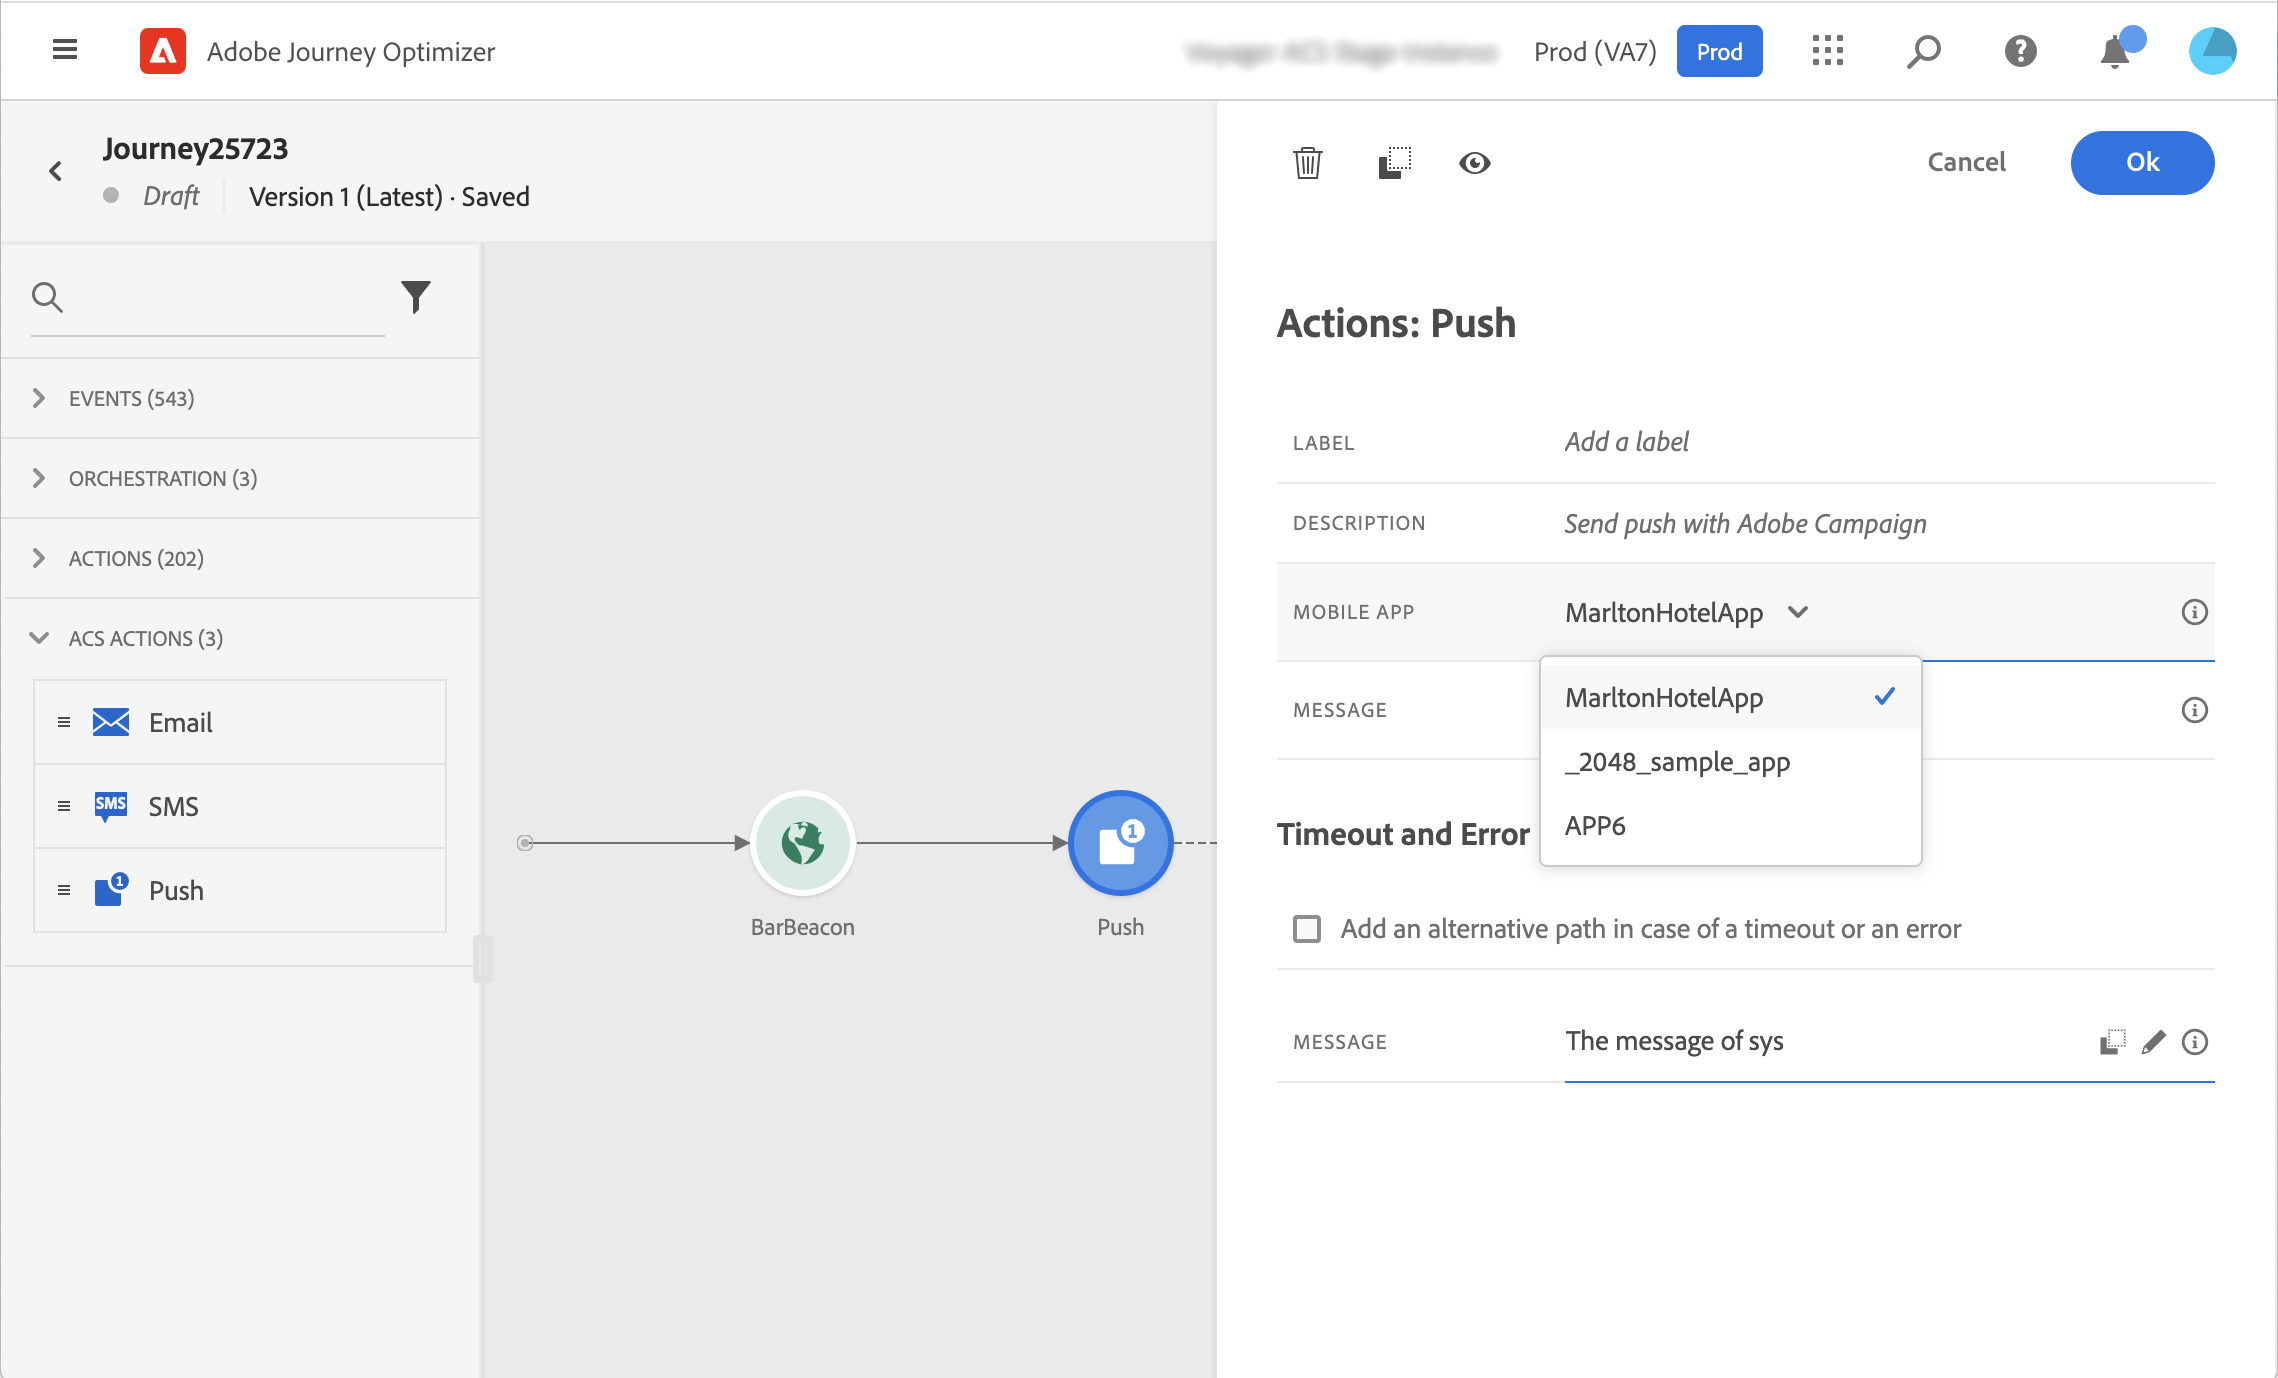 Adobe Journey Optimizer
Prod (VA7)
Prod
Journey25723
Draft
Version 1 (Latest) · Saved
Cancel
Ok
EVENTS (543)
ORCHESTRATION (3)
ACTIONS (202)
ACS ACTIONS (3)
Email
SMS
SMS
1
Push
BarBeacon
1
Push
Actions: Push
LABEL
Add a label
DESCRIPTION
Send push with Adobe Campaign
MOBILE APP
MarltonHotelApp
MarltonHotelApp
_2048_sample_app
APP6
MESSAGE
Timeout and Error
Add an alternative path in case of a timeout or an error
MESSAGE
The message of sys